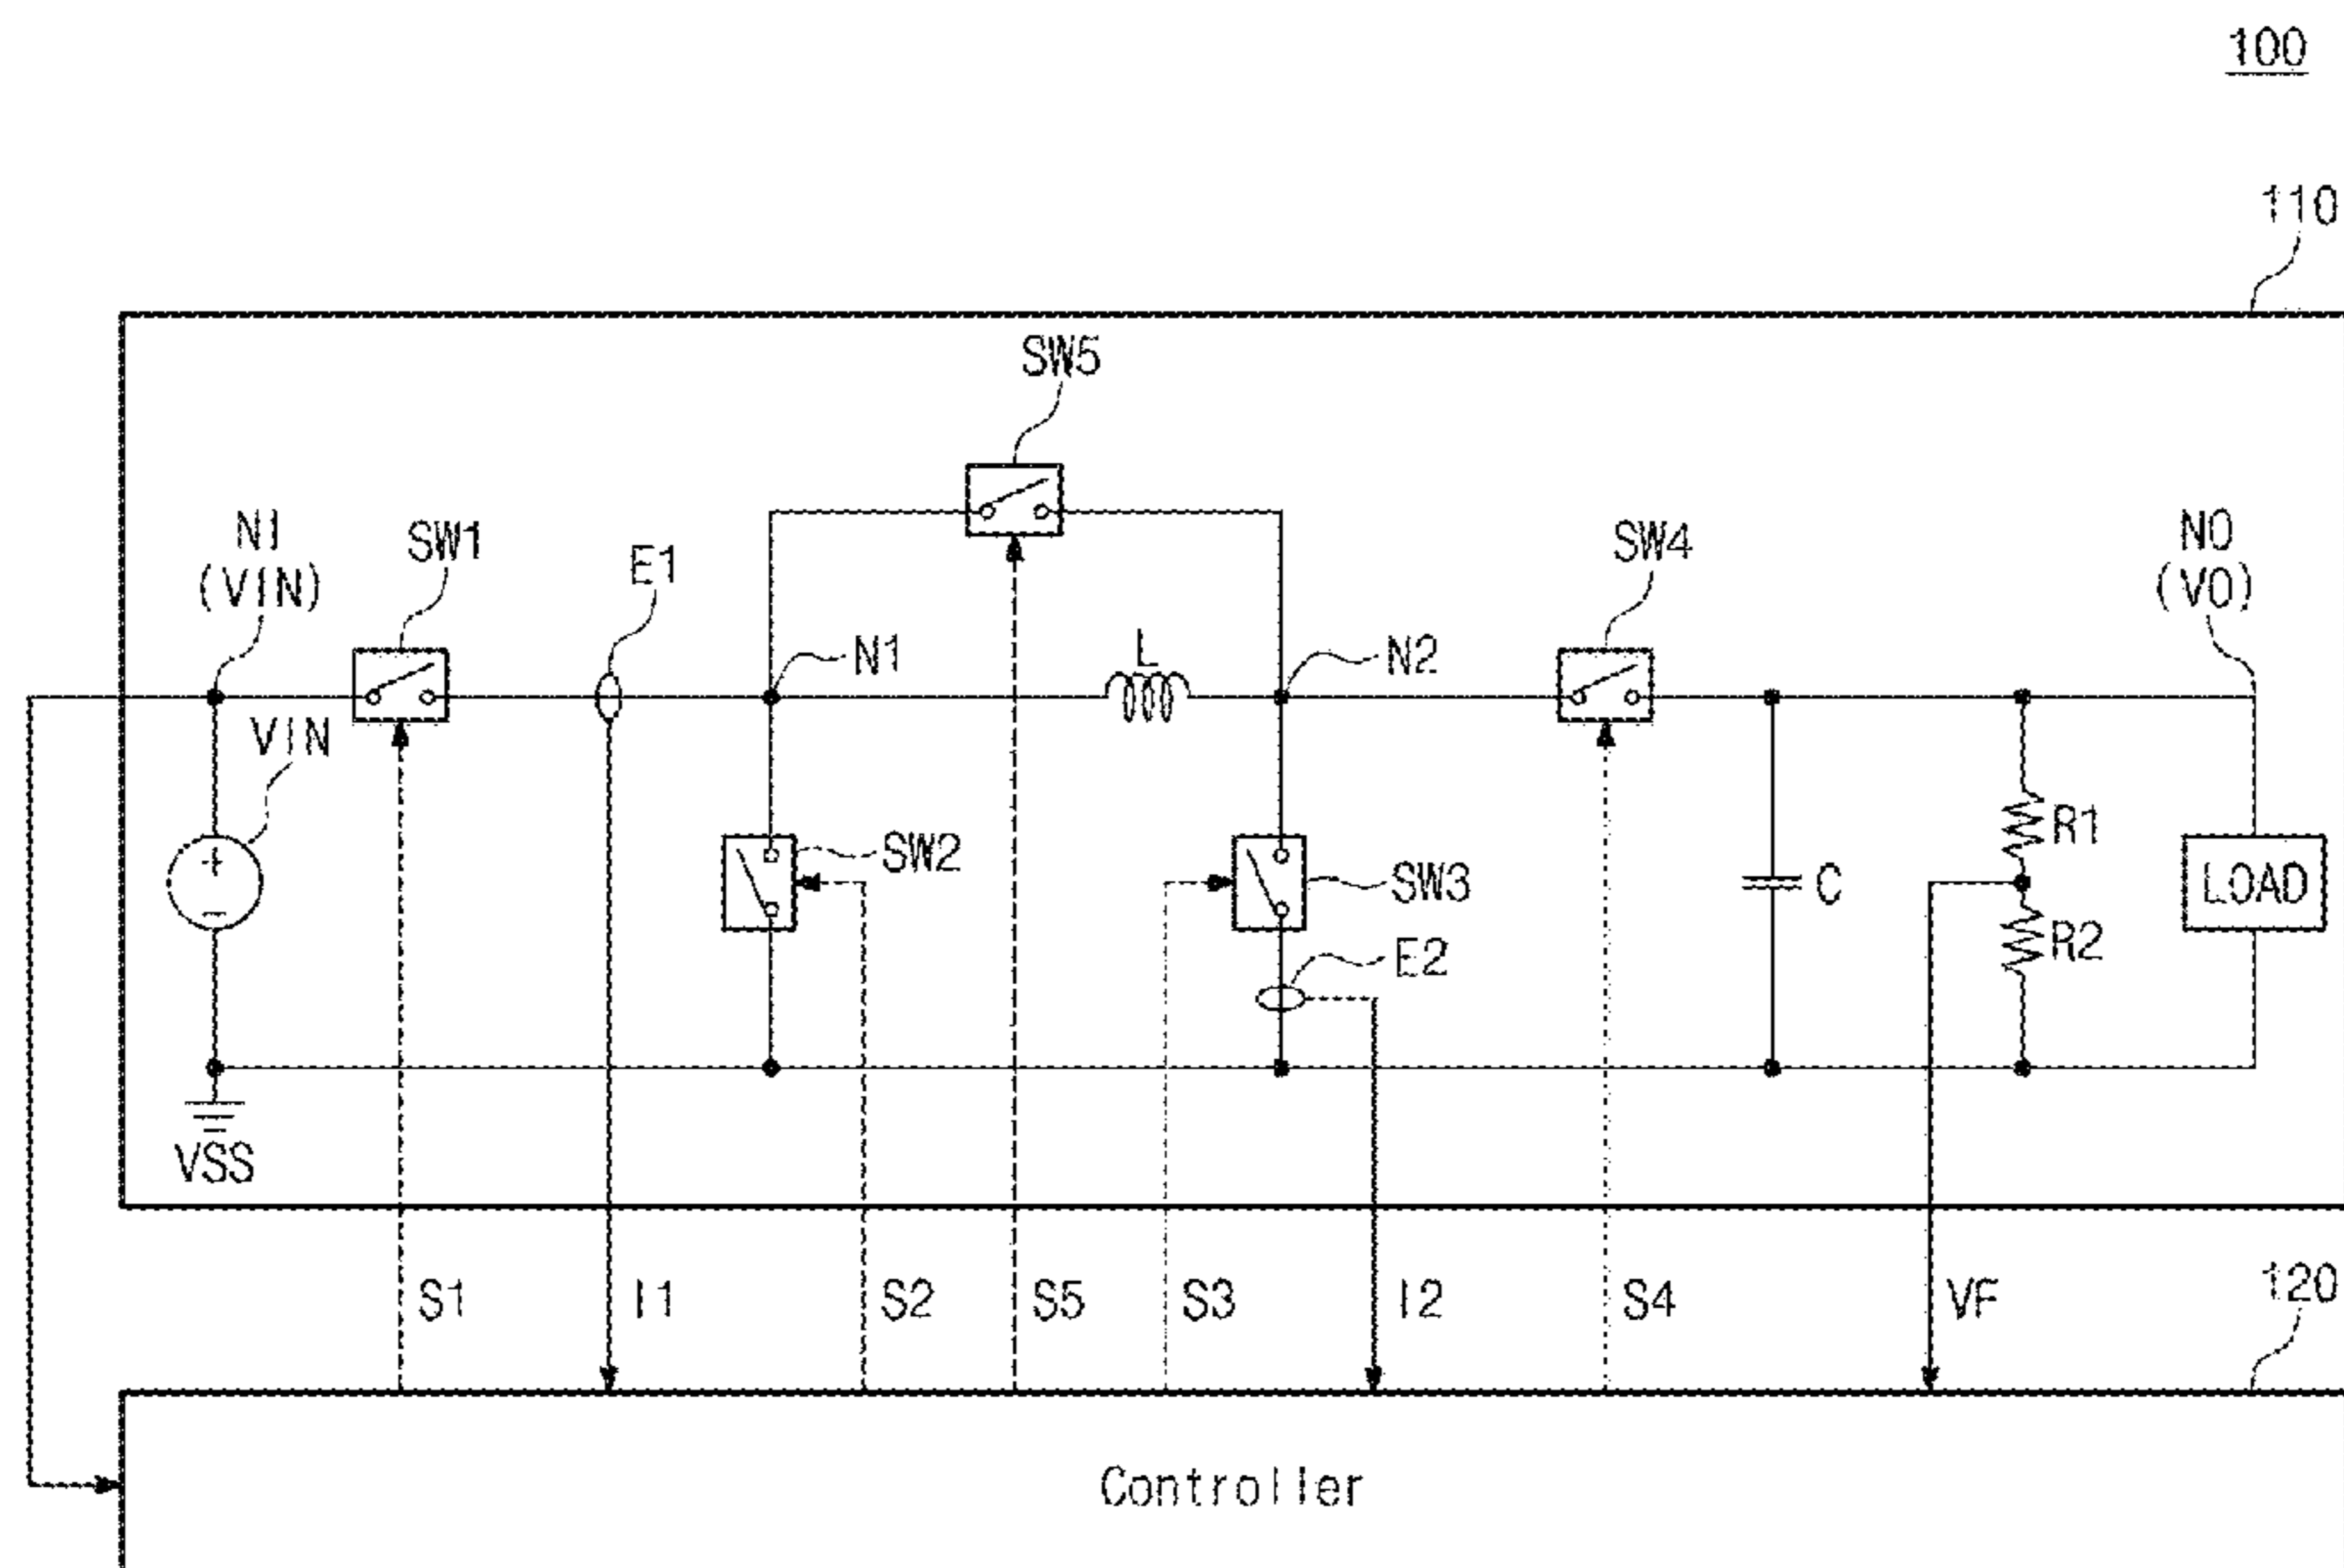 100
110
SW5
NI
(VIN)
SW1
E1
SW4
NO
(VO)
N1
L
N2
VIN
SW2
SW3
C
R1
R2
LOAD
E2
VSS
S1
I1
S2
S5
S3
I2
S4
VF
120
Controller